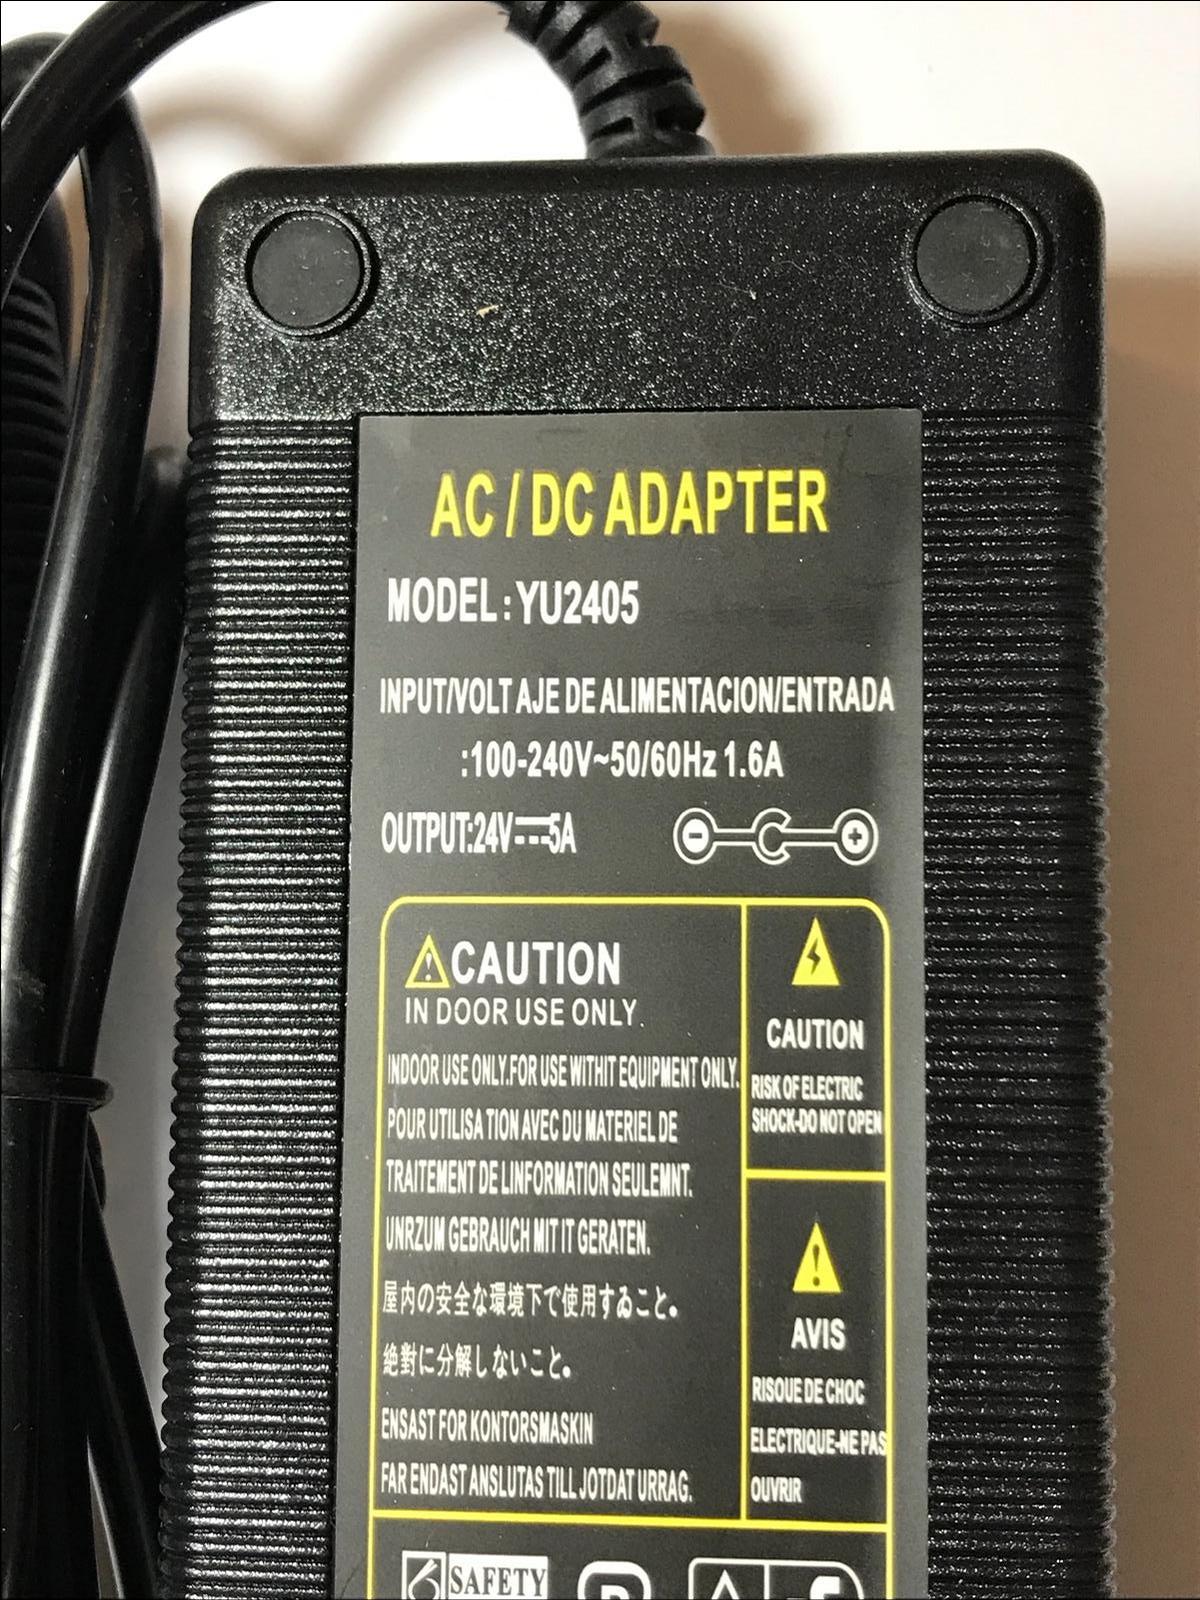 AC / DC ADAPTER
MODEL: YU2405
INPUT/VOLT AJE DE ALIMENTACION/ENTRADA
:100-240V~50/60Hz 1.6A
OUTPUT:24V⎓5A
CAUTION
IN DOOR USE ONLY.
INDOOR USE ONLY.FOR USE WITHIT EQUIPMENT ONLY.
POUR UTILISA TION AVEC DU MATERIEL DE
TRAITEMENT DE LINFORMATION SEULEMNT.
UNRZUM GEBRAUCH MIT IT GERATEN.
屋内の安全な環境下で使用すゐこと。
绝對に分解しないこと。
ENSAST FOR KONTORSMASKIN
FAR ENDAST ANSLUTAS TILL JOTDAT URRAG.
CAUTION
RISK OF ELECTRIC
SHOCK-DO NOT OPEN
AVIS
RISOUE DE CHOC
ELECTRIQUE-NE PAS
OUVRIR
SAFETY